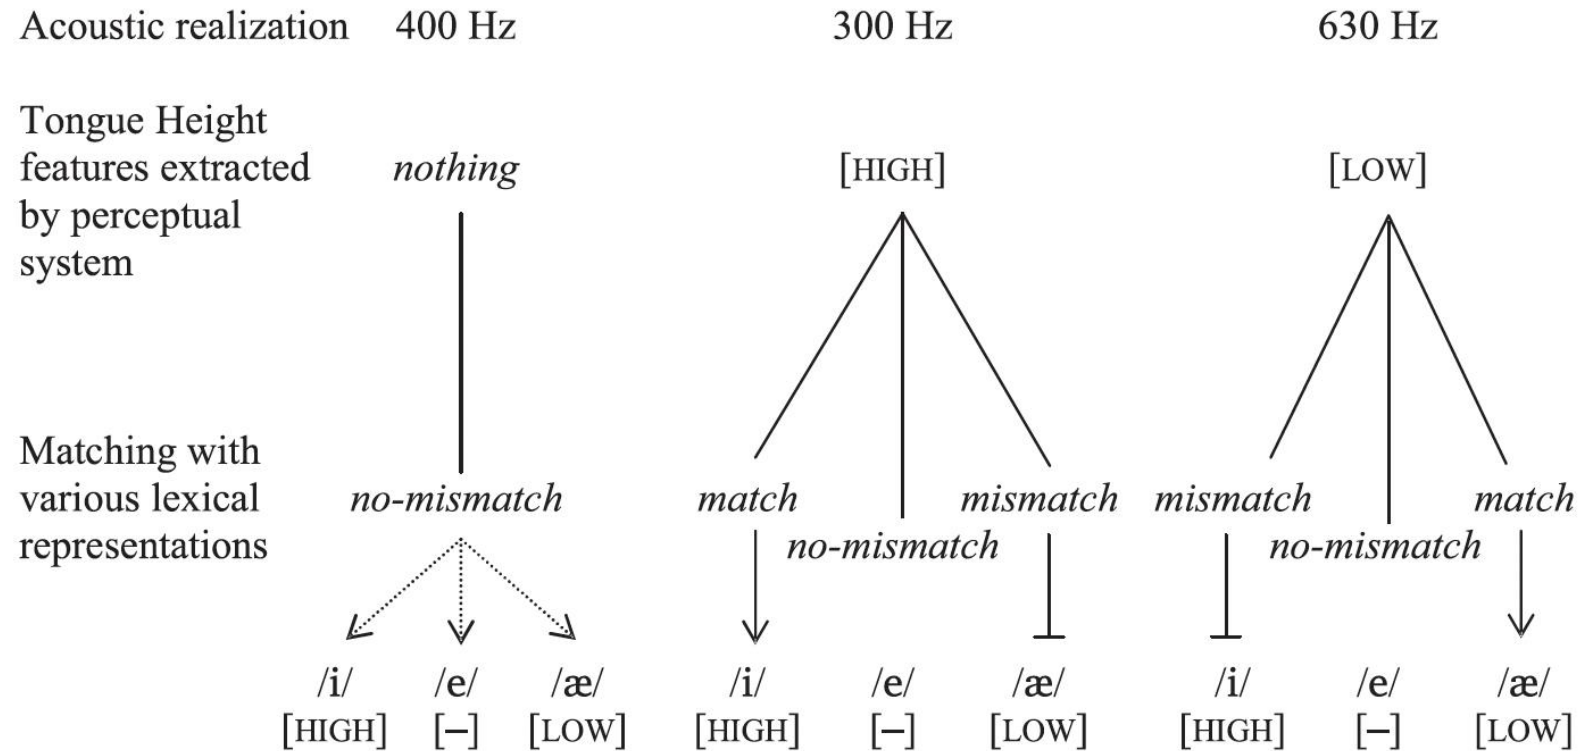 Acoustic realization 400 Hz 300 Hz 630 Hz
Tongue Height
features extracted nothing [HIGH] [LOW]
by perceptual
system
Matching with
various lexical no-mismatch match mismatch mismatch match
representations no-mismatch no-mismatch
/i/ /e/ /æ/ /i/ /e/ /æ/ /i/ /e/ /æ/
[HIGH] [–] [LOW] [HIGH] [–] [LOW] [HIGH] [–] [LOW]